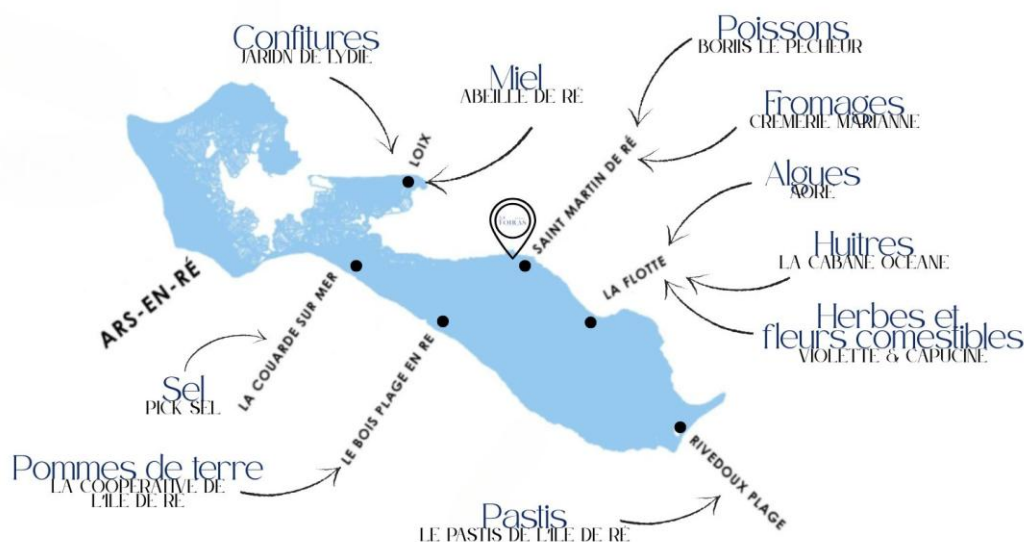 Confitures
JARIDN DE LYDIE
Miel
ABEILLE DE RÉ
Poissons
BORIIS LE PECHEUR
Fromages
CREMERIE MARIANNE
Algues
AORE
Huitres
LA CABANE OCEANE
Herbes et
fleurs comestibles
VIOLETTE & CAPUCINE
LOIX
SAINT MARTIN DE RÉ
LA FLOTTE
ARS-EN-RÉ
LA COUARDE SUR MER
LE BOIS PLAGE EN RE
RIVEDOUX PLAGE
Sel
PICK SEL
Pommes de terre
LA COOPERATIVE DE
L'ILE DE RE
Pastis
LE PASTIS DE L'ILE DE RÉ